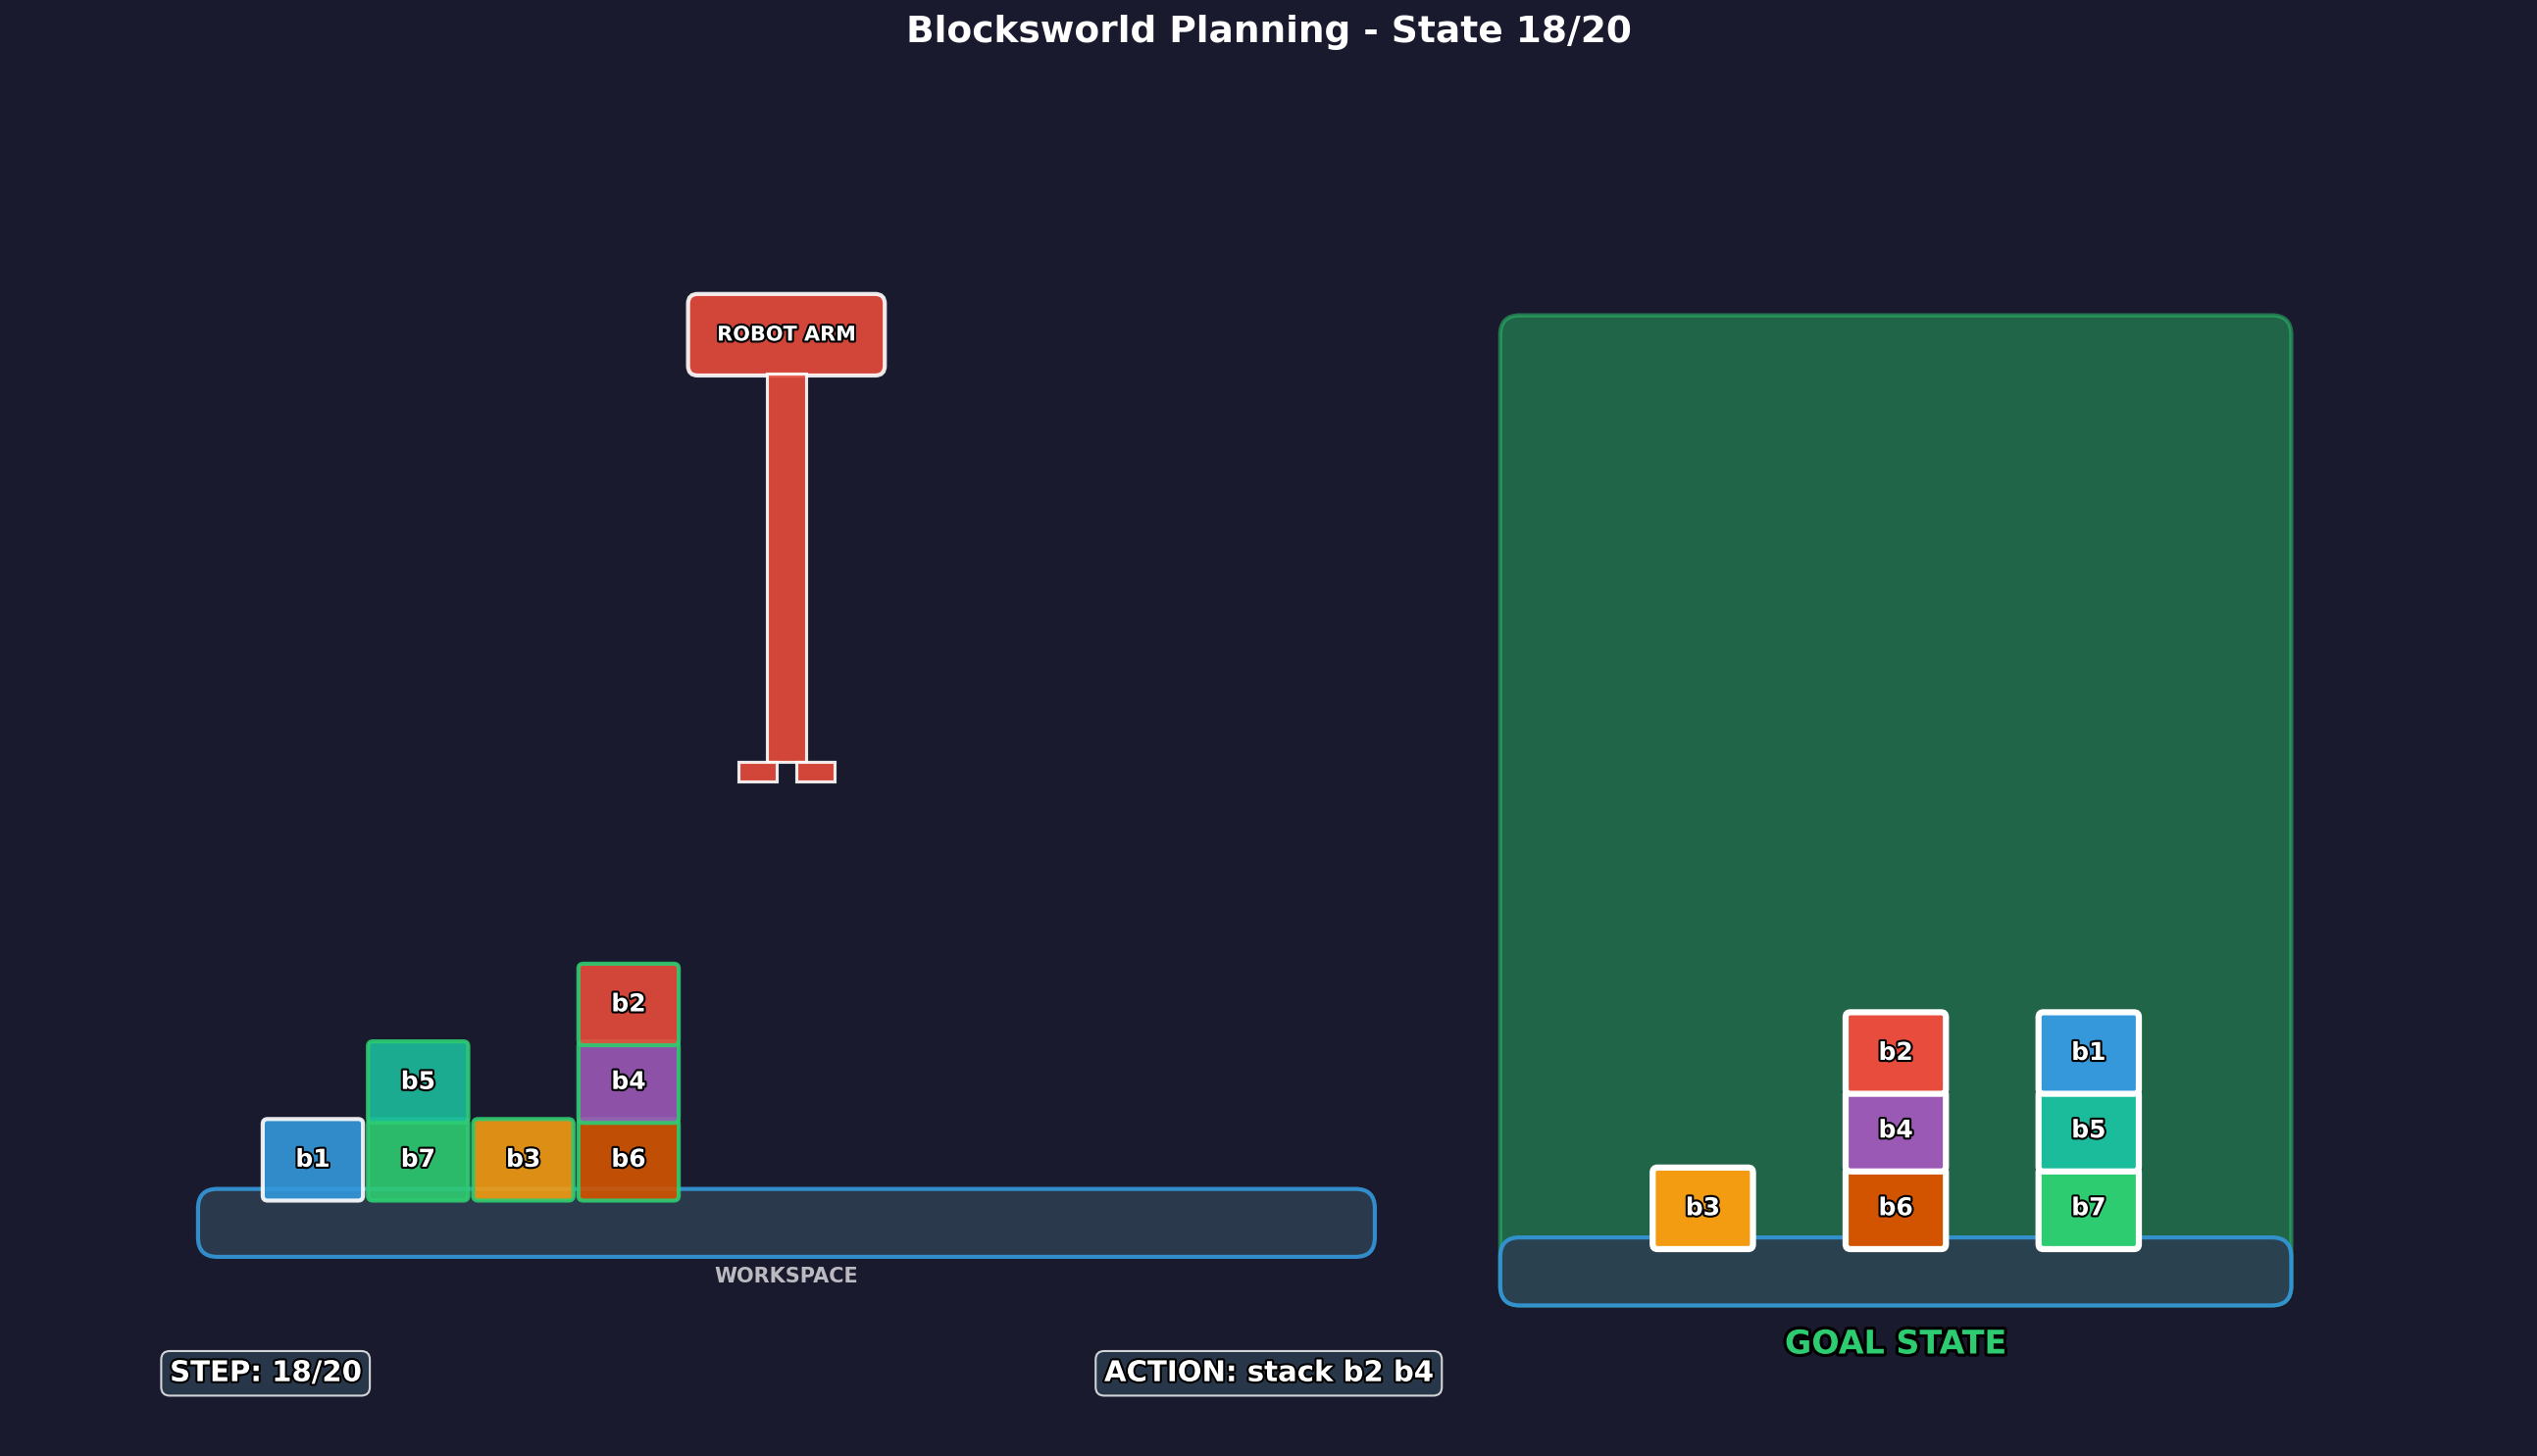 Blocksworld Planning - State 18/20
ROBOT ARM
b2
b5
b4
b1
b7
b3
b6
WORKSPACE
b2
b1
b4
b5
b3
b6
b7
GOAL STATE
STEP: 18/20
ACTION: stack b2 b4